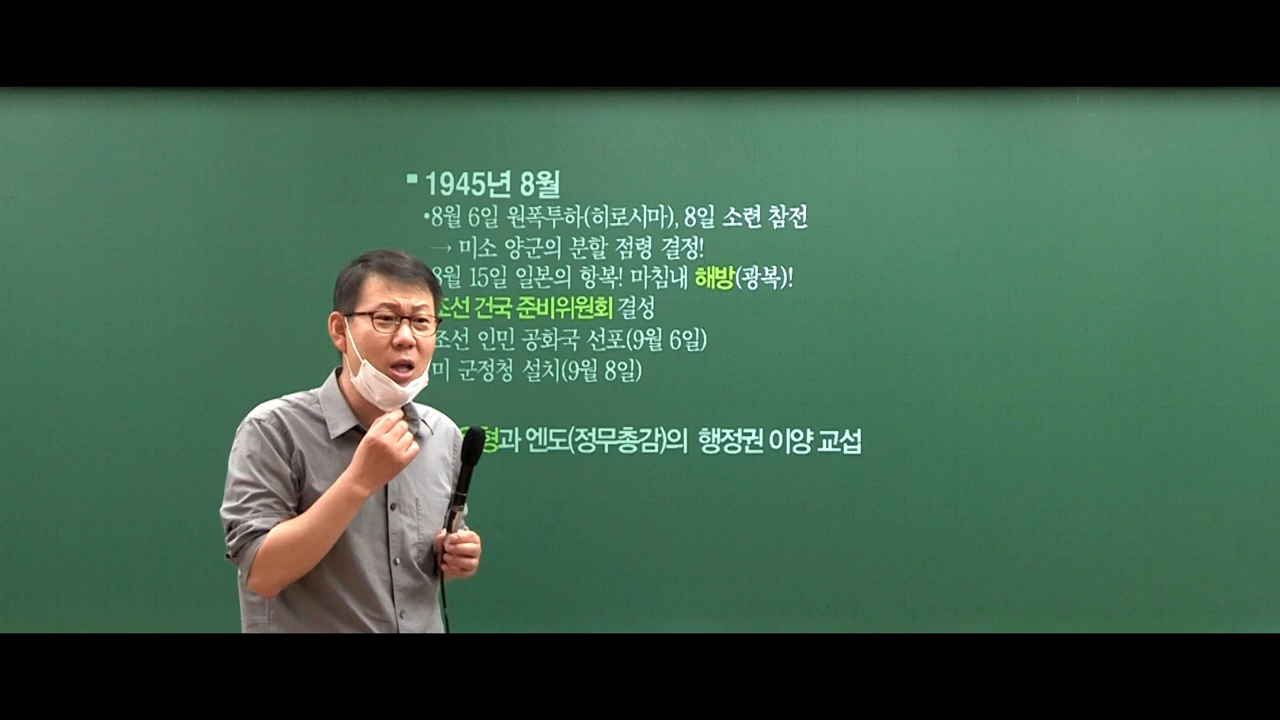 1945년 8월
•8월 6일 원폭투하(히로시마), 8일 소련 참전
→ 미소 양군의 분할 점령 결정!
8월 15일 일본의 항복! 마침내 해방(광복)!
조선 건국 준비위원회 결성
조선 인민 공화국 선포(9월 6일)
미 군정청 설치(9월 8일)
형과 엔도(정무총감)의 행정권 이양 교섭